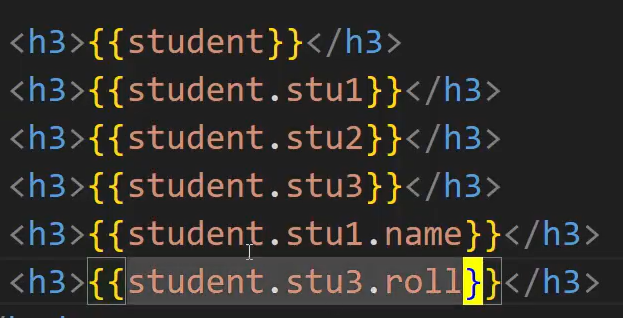 <h3>{{student}}</h3>
<h3>{{student.stu1}}</h3>
<h3>{{student.stu2}}</h3>
<h3>{{student.stu3}}</h3>
<h3>{{student.stu1.name}}</h3>
<h3>{{student.stu3.roll}}</h3>